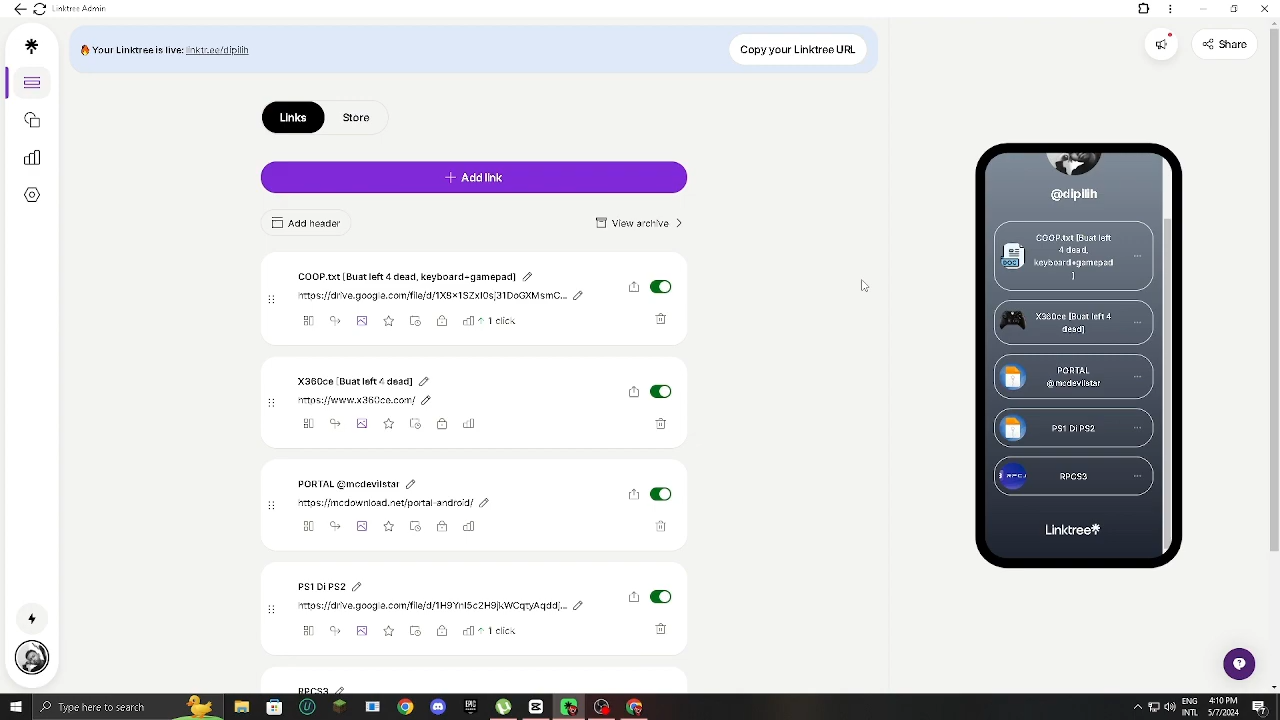 Linktree Admin
🔥 Your Linktree is live: linktr.ee/dipilih
Copy your Linktree URL
Share
Links
Store
+ Add link
Add header
View archive >
COOP.txt [Buat left 4 dead, keyboard+gamepad]
1 click
X360ce [Buat left 4 dead]
https://www.x360ce.com/
PORTAL @mcdevilstar
https://mcdownload.net/portal-android/
PS1 Di PS2
1 click
RPCS3
@dipilih
COOP.txt [Buat left
4 dead,
keyboard+gamepad
]
X360ce [Buat left 4
dead]
PORTAL
@mcdevilstar
PS1 Di PS2
RPCS3
Linktree
Type here to search
ENG
INTL
4:10 PM
5/7/2024